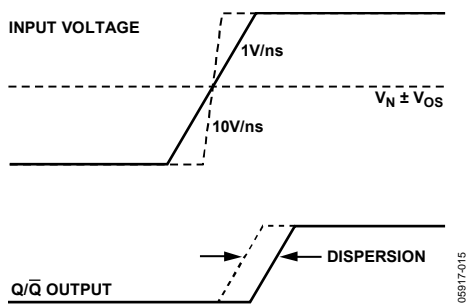 INPUT VOLTAGE
1V/ns
V_N ± V_OS
10V/ns
DISPERSION
Q/Q̅ OUTPUT
05917-015